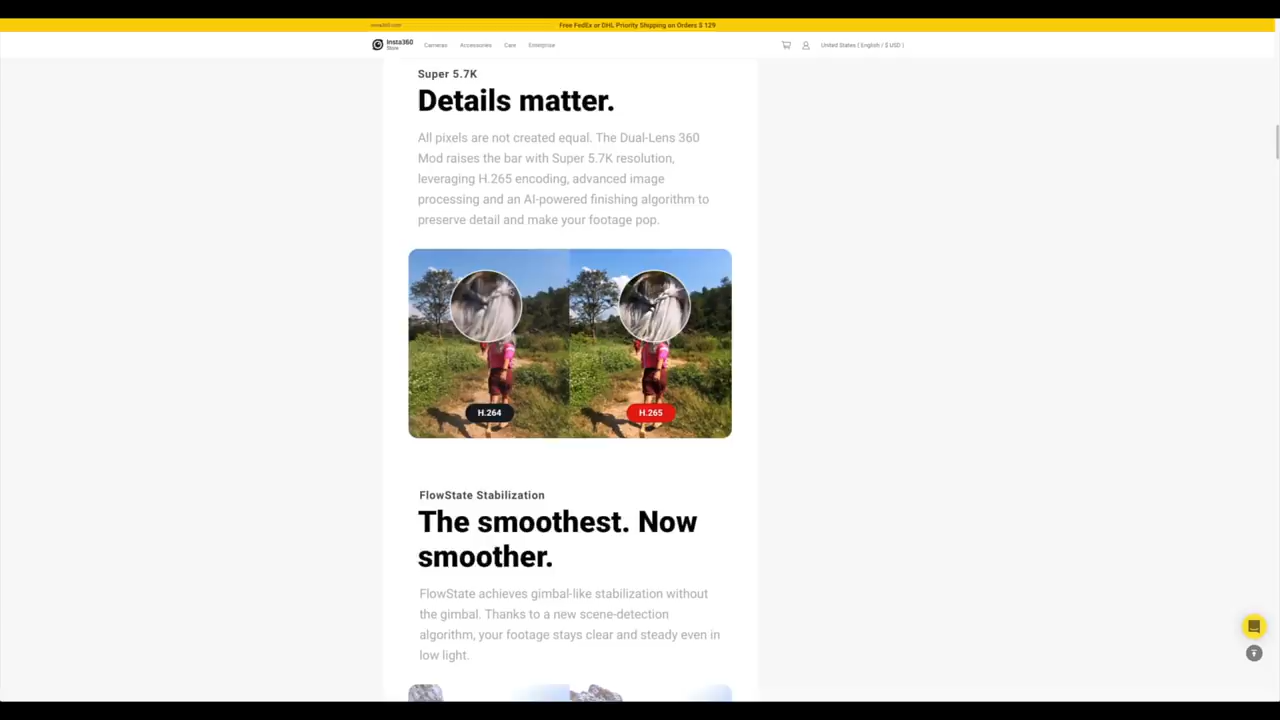 www.insta360.com
Free FedEx or DHL Priority Shipping on Orders $ 129
Insta360
Store
Cameras
Accessories
Care
Enterprise
United States ( English / $ USD )
Super 5.7K
Details matter.
All pixels are not created equal. The Dual-Lens 360
Mod raises the bar with Super 5.7K resolution,
leveraging H.265 encoding, advanced image
processing and an AI-powered finishing algorithm to
preserve detail and make your footage pop.
H.264
H.265
FlowState Stabilization
The smoothest. Now
smoother.
FlowState achieves gimbal-like stabilization without
the gimbal. Thanks to a new scene-detection
algorithm, your footage stays clear and steady even in
low light.